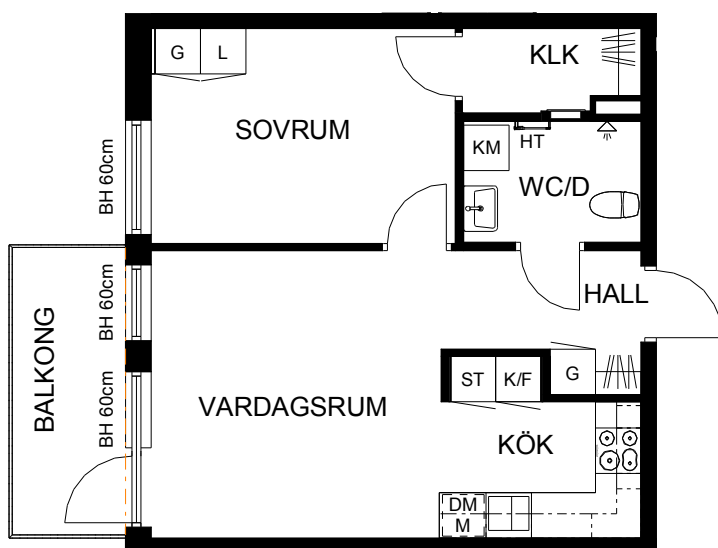 G L
KLK
SOVRUM
KM
HT
WC/D
BH 60cm
BH 60cm
HALL
BALKONG
BH 60cm
ST K/F
G
VARDAGSRUM
KÖK
DM
M